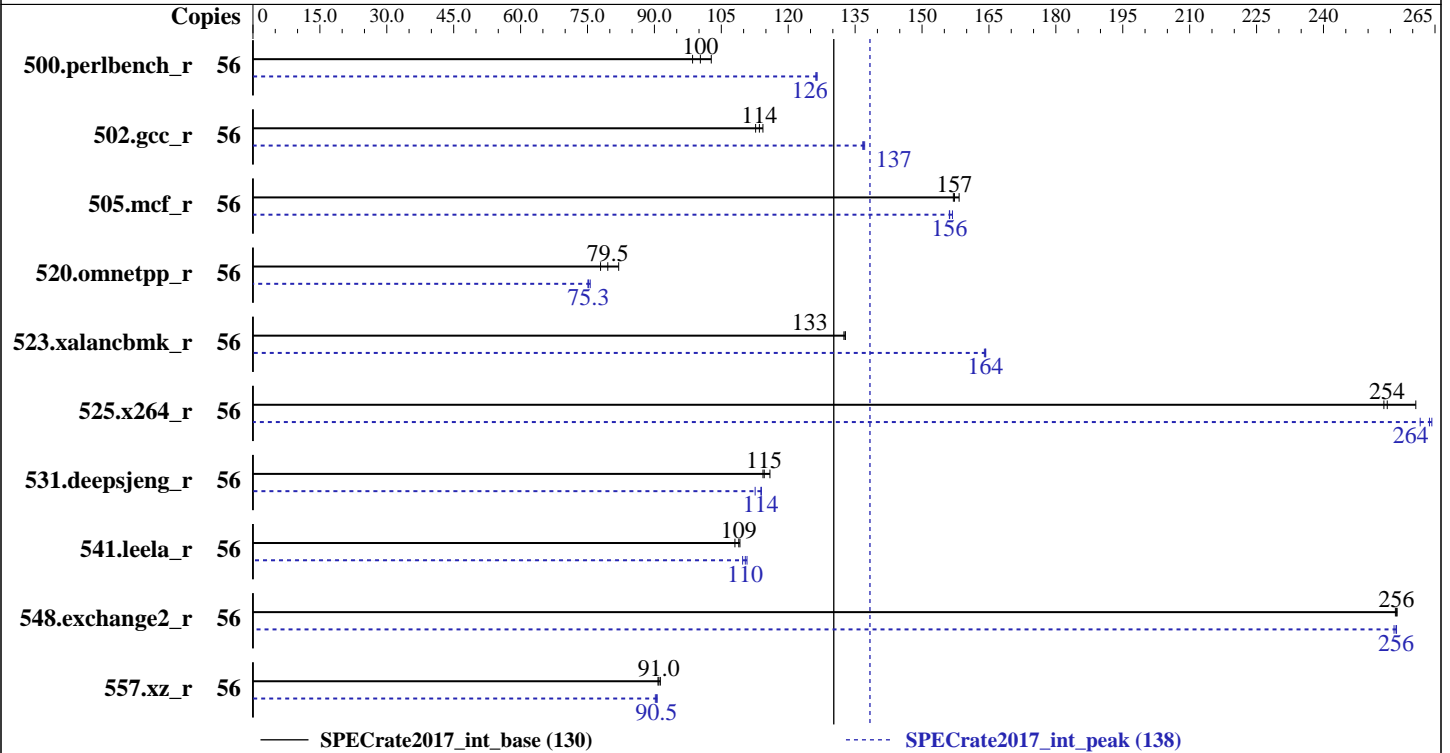 Copies 0 15.0 30.0 45.0 60.0 75.0 90.0 105 120 135 150 165 180 195 210 225 240 265
100
500.perlbench_r 56
126
114
502.gcc_r 56
137
157
505.mcf_r 56
156
79.5
520.omnetpp_r 56
75.3
133
523.xalancbmk_r 56
164
254
525.x264_r 56
264
115
531.deepsjeng_r 56
114
109
541.leela_r 56
110
256
548.exchange2_r 56
256
91.0
557.xz_r 56
90.5
SPECrate2017_int_base (130) SPECrate2017_int_peak (138)